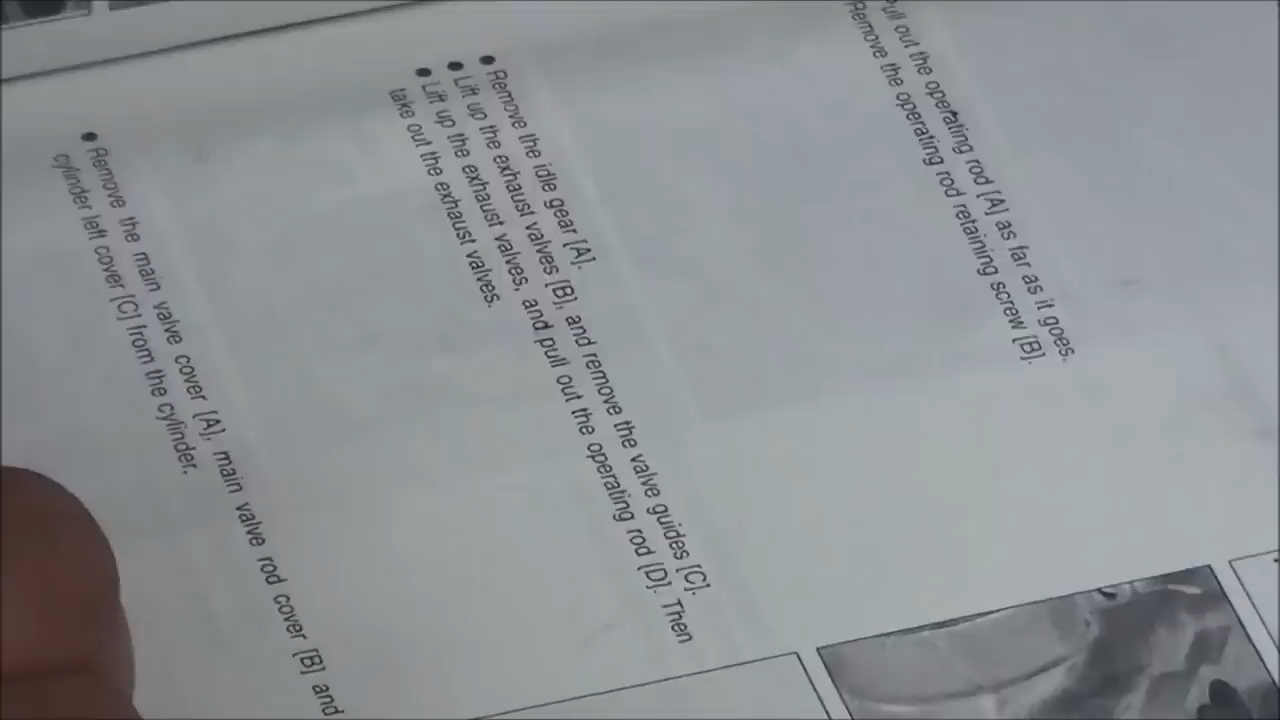 Pull out the operating rod [A] as far as it goes.
Remove the operating rod retaining screw [B].
● Remove the idle gear [A].
● Lift up the exhaust valves [B], and remove the valve guides [C].
● Lift up the exhaust valves, and pull out the operating rod [D]. Then
take out the exhaust valves.
● Remove the main valve cover [A], main valve rod cover [B] and
cylinder left cover [C] from the cylinder.